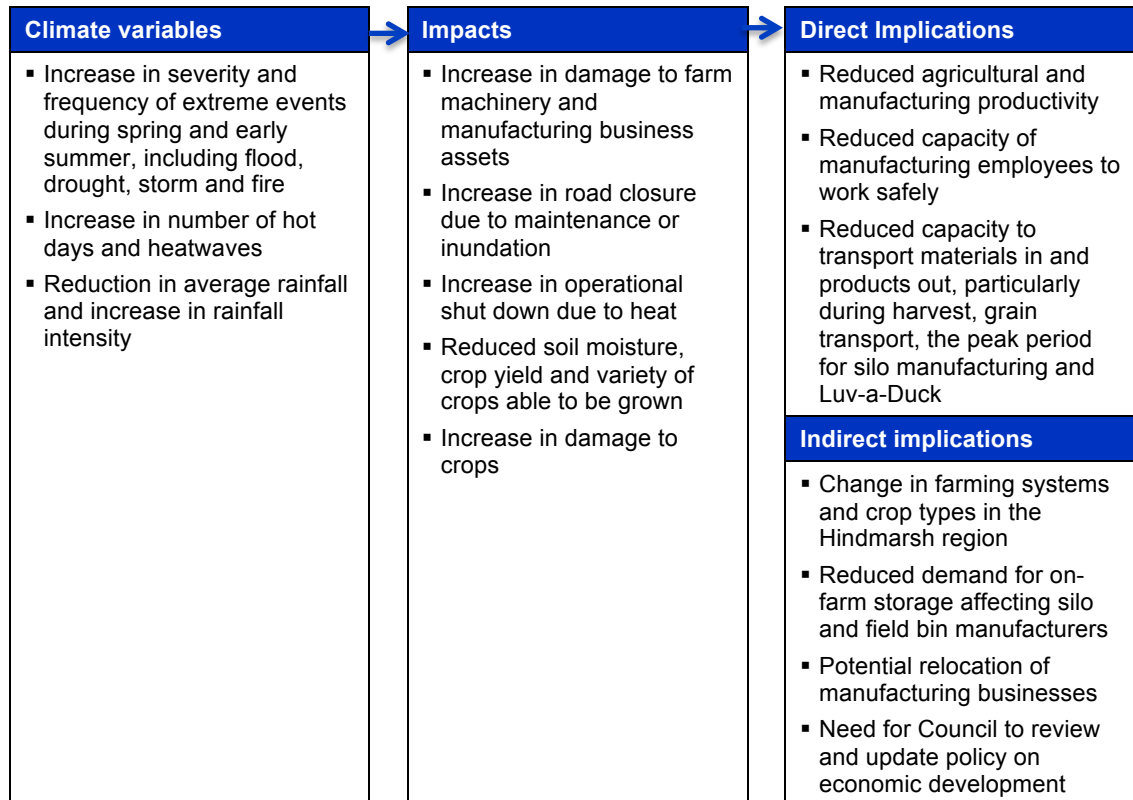 Climate variables
▪ Increase in severity and
frequency of extreme events
during spring and early
summer, including flood,
drought, storm and fire
▪ Increase in number of hot
days and heatwaves
▪ Reduction in average rainfall
and increase in rainfall
intensity
Impacts
▪ Increase in damage to farm
machinery and
manufacturing business
assets
▪ Increase in road closure
due to maintenance or
inundation
▪ Increase in operational
shut down due to heat
▪ Reduced soil moisture,
crop yield and variety of
crops able to be grown
▪ Increase in damage to
crops
Direct Implications
▪ Reduced agricultural and
manufacturing productivity
▪ Reduced capacity of
manufacturing employees to
work safely
▪ Reduced capacity to
transport materials in and
products out, particularly
during harvest, grain
transport, the peak period
for silo manufacturing and
Luv-a-Duck
Indirect implications
▪ Change in farming systems
and crop types in the
Hindmarsh region
▪ Reduced demand for on-
farm storage affecting silo
and field bin manufacturers
▪ Potential relocation of
manufacturing businesses
▪ Need for Council to review
and update policy on
economic development